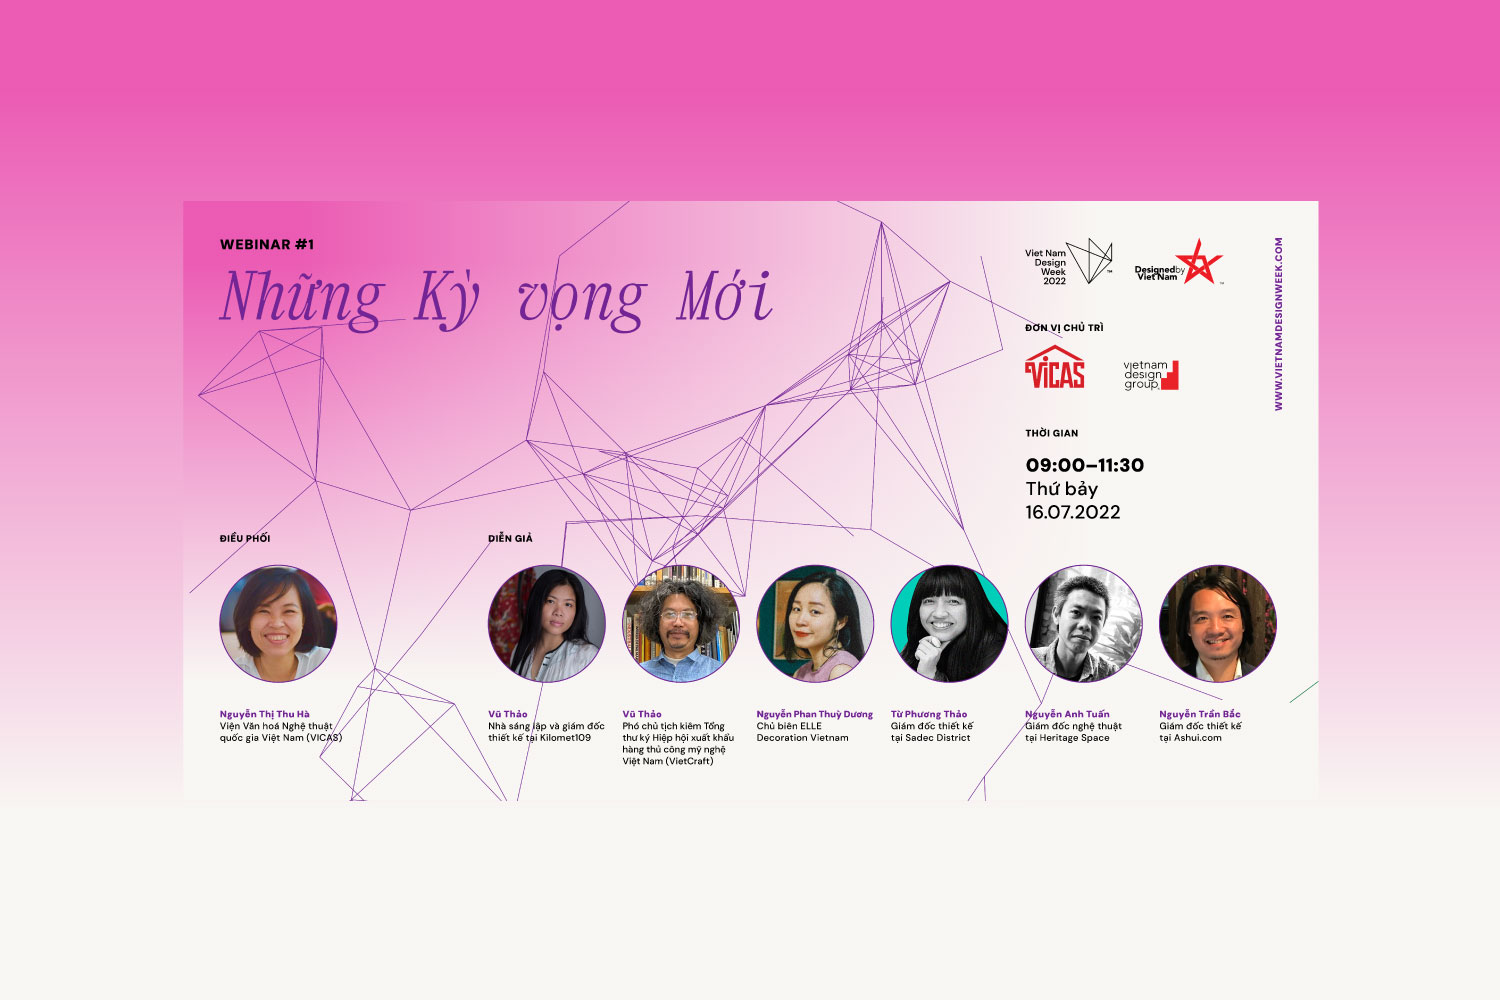 WEBINAR #1
Những Kỳ vọng Mới
Viet Nam
Design
Week
2022
™
Designedby
Việt Nam
™
WWW.VIETNAMDESIGNWEEK.COM
ĐƠN VỊ CHỦ TRÌ
ViCAS
vietnam
design
group.
THỜI GIAN
09:00–11:30
Thứ bảy
16.07.2022
ĐIỀU PHỐI
DIỄN GIẢ
Nguyễn Thị Thu Hà
Viện Văn hoá Nghệ thuật
quốc gia Việt Nam (VICAS)
Vũ Thảo
Nhà sáng lập và giám đốc
thiết kế tại Kilomet109
Vũ Thảo
Phó chủ tịch kiêm Tổng
thư ký Hiệp hội xuất khẩu
hàng thủ công mỹ nghệ
Việt Nam (VietCraft)
Nguyễn Phan Thuỳ Dương
Chủ biên ELLE
Decoration Vietnam
Từ Phương Thảo
Giám đốc thiết kế
tại Sadec District
Nguyễn Anh Tuấn
Giám đốc nghệ thuật
tại Heritage Space
Nguyễn Trần Bắc
Giám đốc thiết kế
tại Ashui.com